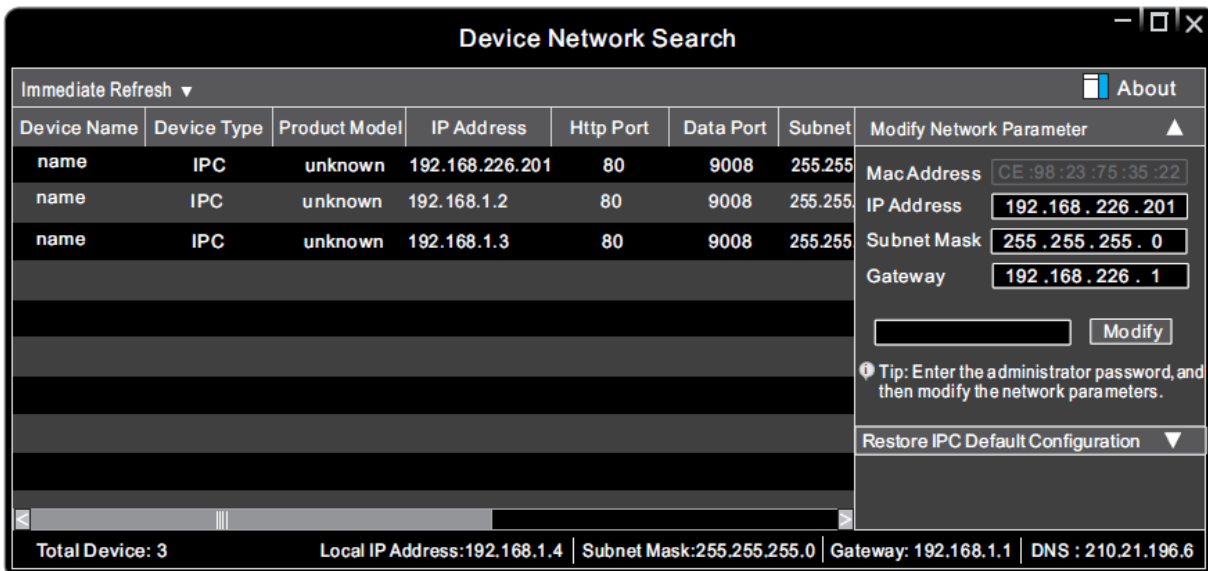 Device Network Search
Immediate Refresh ▼ About
Device Name Device Type Product Model IP Address Http Port Data Port Subnet
name IPC unknown 192.168.226.201 80 9008 255.255
name IPC unknown 192.168.1.2 80 9008 255.255.
name IPC unknown 192.168.1.3 80 9008 255.255.
Modify Network Parameter ▲
Mac Address CE:98:23:75:35:22
IP Address 192.168.226.201
Subnet Mask 255.255.255.0
Gateway 192.168.226.1
Modify
Tip: Enter the administrator password, and
then modify the network parameters.
Restore IPC Default Configuration ▼
Total Device: 3 Local IP Address:192.168.1.4 Subnet Mask:255.255.255.0 Gateway: 192.168.1.1 DNS : 210.21.196.6